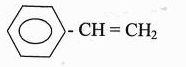 - CH = CH₂